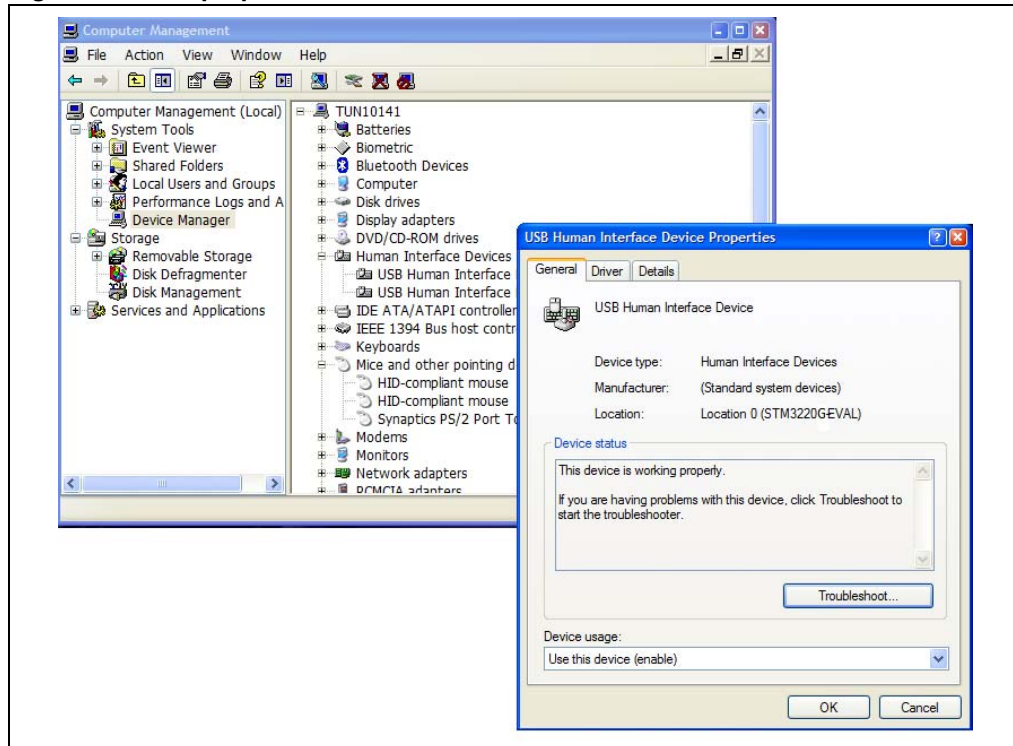 Computer Management
File Action View Window Help
Computer Management (Local)
System Tools
Event Viewer
Shared Folders
Local Users and Groups
Performance Logs and A
Device Manager
Storage
Removable Storage
Disk Defragmenter
Disk Management
Services and Applications
TUN10141
Batteries
Biometric
Bluetooth Devices
Computer
Disk drives
Display adapters
DVD/CD-ROM drives
Human Interface Devices
USB Human Interface
USB Human Interface
IDE ATA/ATAPI controller
IEEE 1394 Bus host contr
Keyboards
Mice and other pointing d
HID-compliant mouse
HID-compliant mouse
Synaptics PS/2 Port To
Modems
Monitors
Network adapters
PCMCIA adapters
USB Human Interface Device Properties
General Driver Details
USB Human Interface Device
Device type: Human Interface Devices
Manufacturer: (Standard system devices)
Location: Location 0 (STM3220G-EVAL)
Device status
This device is working properly.
If you are having problems with this device, click Troubleshoot to
start the troubleshooter.
Troubleshoot...
Device usage:
Use this device (enable)
OK Cancel